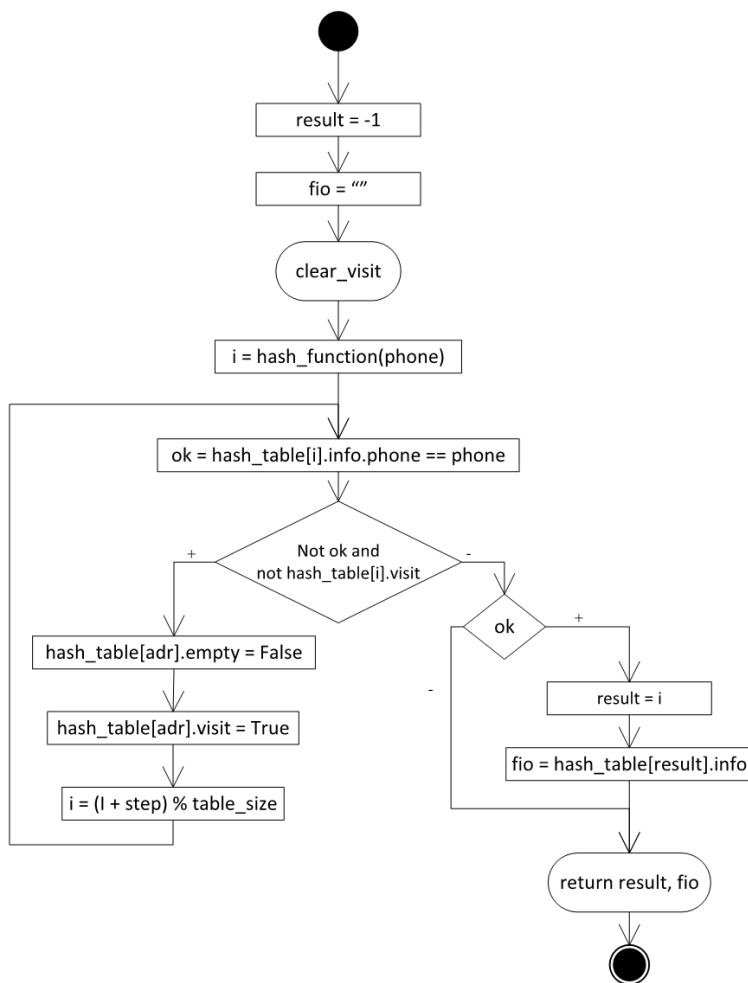 result = -1
fio = “”
clear_visit
i = hash_function(phone)
ok = hash_table[i].info.phone == phone
Not ok and
not hash_table[i].visit
+
-
hash_table[adr].empty = False
hash_table[adr].visit = True
i = (I + step) % table_size
ok
+
-
result = i
fio = hash_table[result].info
return result, fio